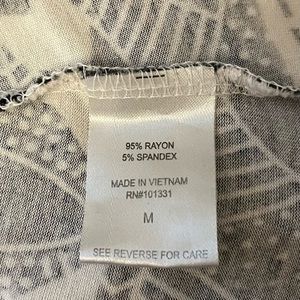 95% RAYON
5% SPANDEX
MADE IN VIETNAM
RN#101331
M
SEE REVERSE FOR CARE